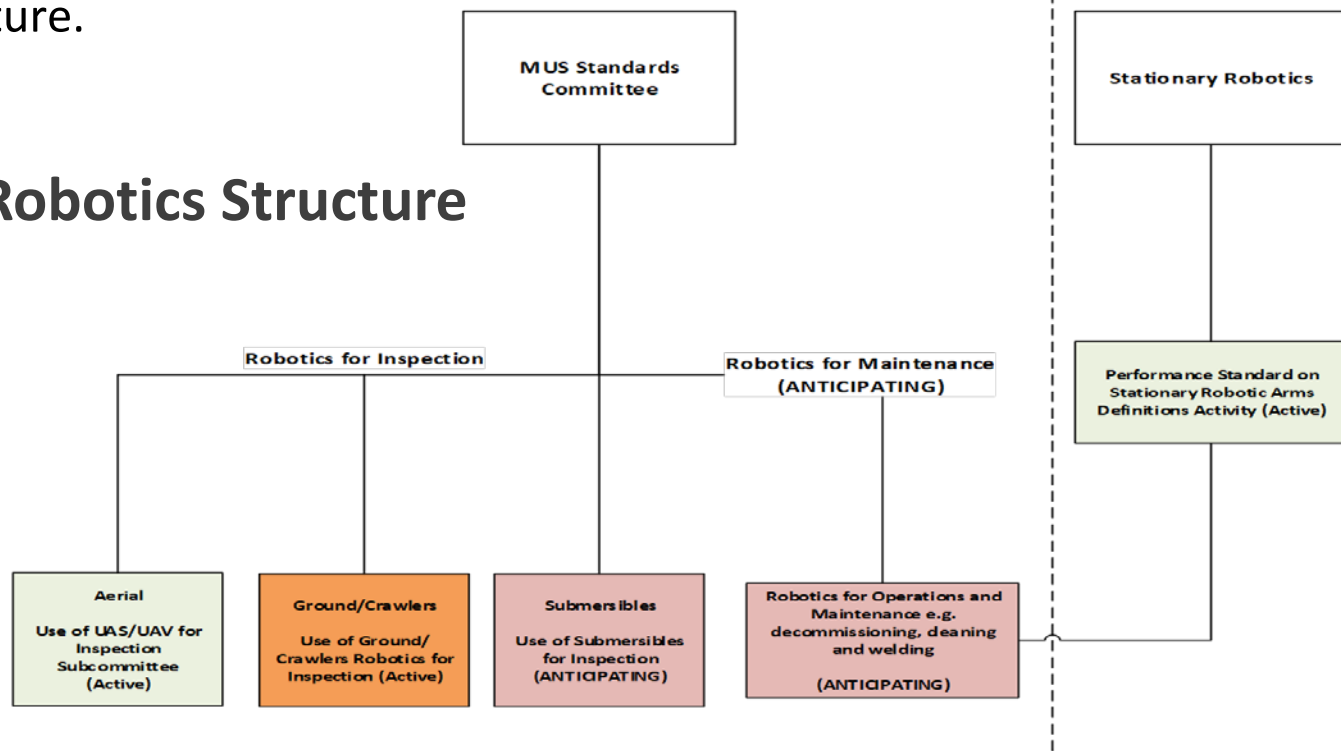 ture.
MUS Standards
Committee
Stationary Robotics
Robotics Structure
Robotics for Inspection
Robotics for Maintenance
(ANTICIPATING)
Performance Standard on
Stationary Robotic Arms
Definitions Activity (Active)
Aerial
Use of UAS/UAV for
Inspection
Subcommittee
(Active)
Ground/Crawlers
Use of Ground/
Crawlers Robotics for
Inspection (Active)
Submersibles
Use of Submersibles
for Inspection
(ANTICIPATING)
Robotics for Operations and
Maintenance e.g.
decommissioning, cleaning
and welding
(ANTICIPATING)